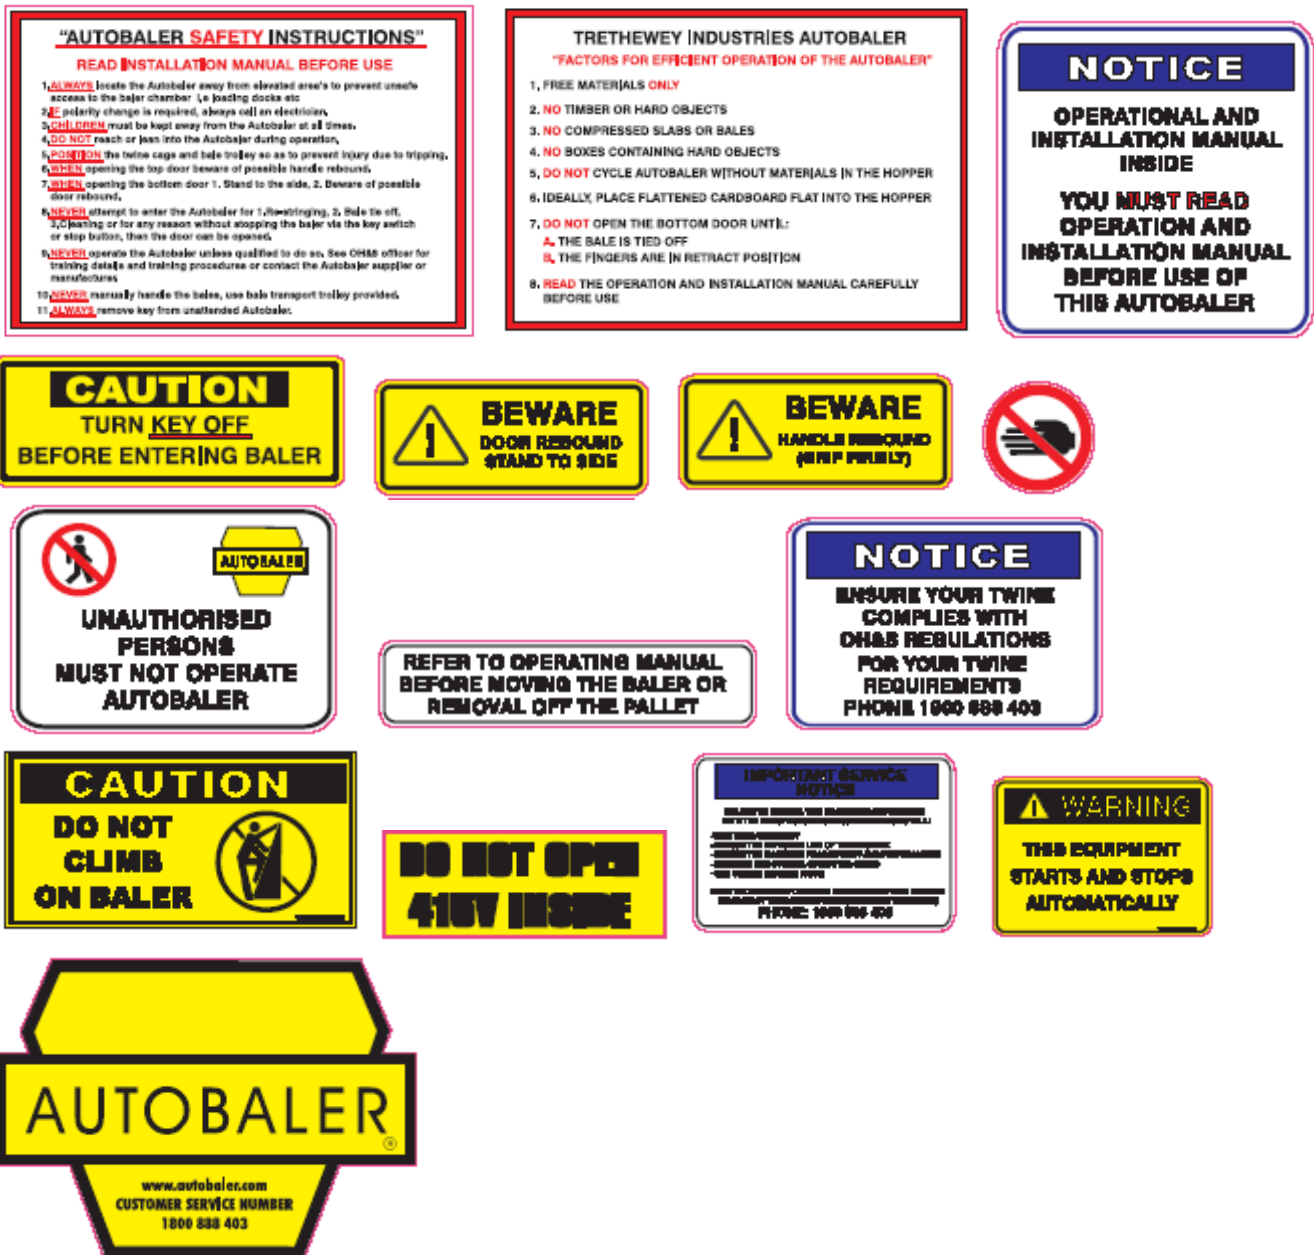 "AUTOBALER SAFETY INSTRUCTIONS"
READ INSTALLATION MANUAL BEFORE USE
1. ALWAYS locate the Autobaler away from elevated area's to prevent unsafe
access to the baler chamber i.e loading docks etc
2. IF polarity change is required, always call an electrician.
3. CHILDREN must be kept away from the Autobaler at all times.
4. DO NOT reach or lean into the Autobaler during operation.
5. POSITION the twine cage and bale trolley so as to prevent injury due to tripping.
6. WHEN opening the top door beware of possible handle rebound.
7. WHEN opening the bottom door 1. Stand to the side, 2. Beware of possible
door rebound.
8. NEVER attempt to enter the Autobaler for 1.Re-stringing, 2. Bale tie off,
3.Cleaning or for any reason without stopping the baler via the key switch
or stop button, then the door can be opened.
9. NEVER operate the Autobaler unless qualified to do so. See OH&S officer for
training details and training procedures or contact the Autobaler supplier or
manufactures.
10. NEVER manually handle the bales, use bale transport trolley provided.
11. ALWAYS remove key from unattended Autobaler.
TRETHEWEY INDUSTRIES AUTOBALER
"FACTORS FOR EFFICIENT OPERATION OF THE AUTOBALER"
1. FREE MATERIALS ONLY
2. NO TIMBER OR HARD OBJECTS
3. NO COMPRESSED SLABS OR BALES
4. NO BOXES CONTAINING HARD OBJECTS
5. DO NOT CYCLE AUTOBALER WITHOUT MATERIALS IN THE HOPPER
6. IDEALLY, PLACE FLATTENED CARDBOARD FLAT INTO THE HOPPER
7. DO NOT OPEN THE BOTTOM DOOR UNTIL:
A. THE BALE IS TIED OFF
B. THE FINGERS ARE IN RETRACT POSITION
8. READ THE OPERATION AND INSTALLATION MANUAL CAREFULLY
BEFORE USE
NOTICE
OPERATIONAL AND
INSTALLATION MANUAL
INSIDE
YOU MUST READ
OPERATION AND
INSTALLATION MANUAL
BEFORE USE OF
THIS AUTOBALER
CAUTION
TURN KEY OFF
BEFORE ENTERING BALER
BEWARE
DOOR REBOUND
STAND TO SIDE
BEWARE
HANDLE REBOUND
(GRIP FIRMLY)
AUTOBALER
UNAUTHORISED
PERSONS
MUST NOT OPERATE
AUTOBALER
REFER TO OPERATING MANUAL
BEFORE MOVING THE BALER OR
REMOVAL OFF THE PALLET
NOTICE
ENSURE YOUR TWINE
COMPLIES WITH
OH&S REGULATIONS
FOR YOUR TWINE
REQUIREMENTS
PHONE 1800 888 403
CAUTION
DO NOT
CLIMB
ON BALER
DO NOT OPEN
415V INSIDE
IMPORTANT SERVICE
NOTICE
PHONE: 1800 888 403
WARNING
THIS EQUIPMENT
STARTS AND STOPS
AUTOMATICALLY
AUTOBALER®
www.autobaler.com
CUSTOMER SERVICE NUMBER
1800 888 403